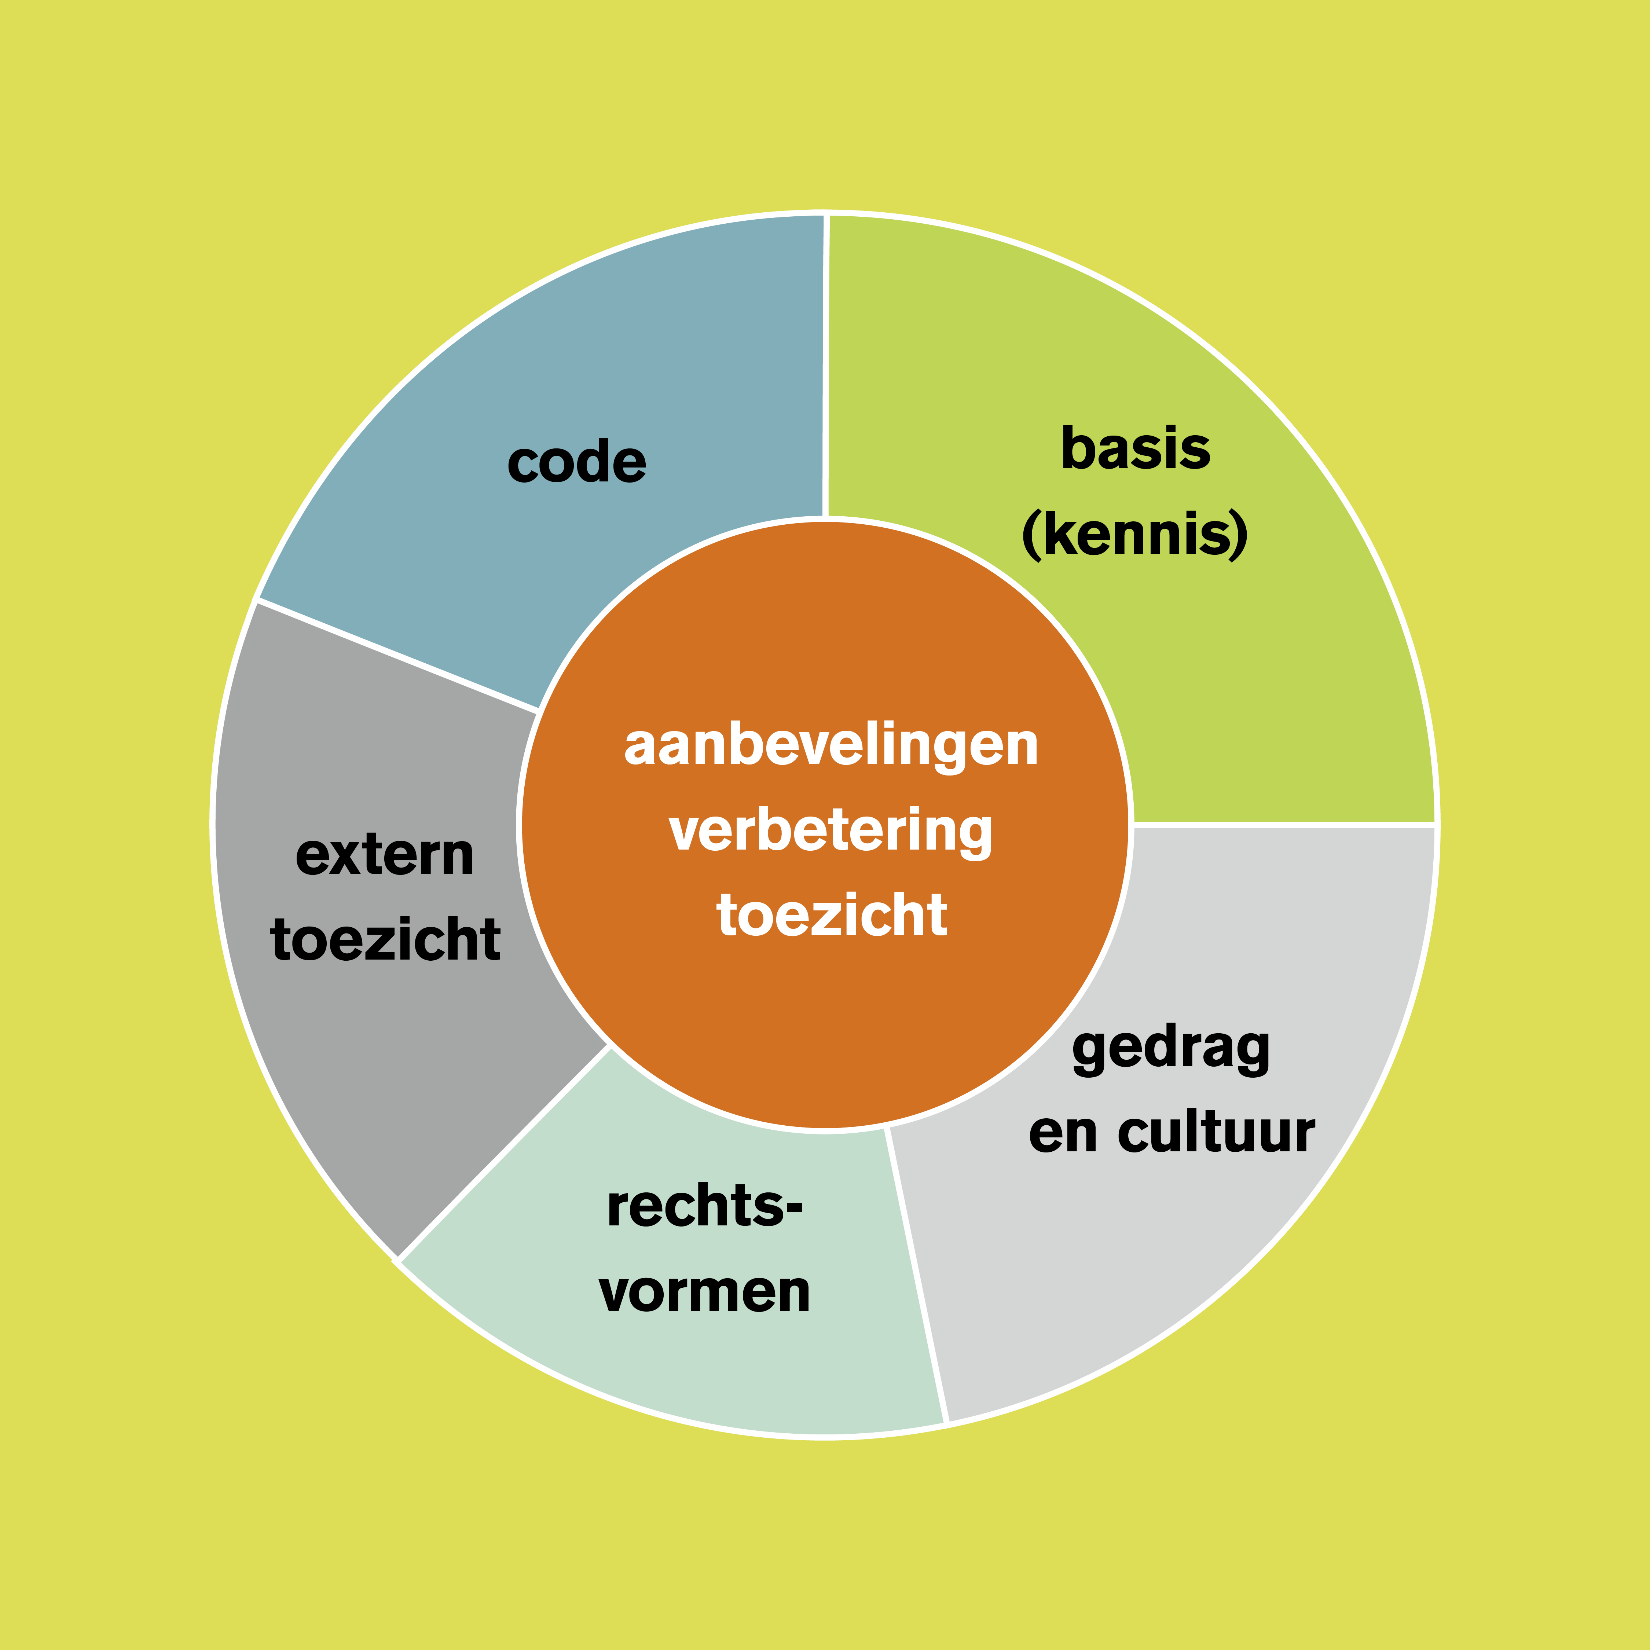 code
basis
(kennis)
aanbevelingen
verbetering
toezicht
extern
toezicht
gedrag
en cultuur
rechts-
vormen